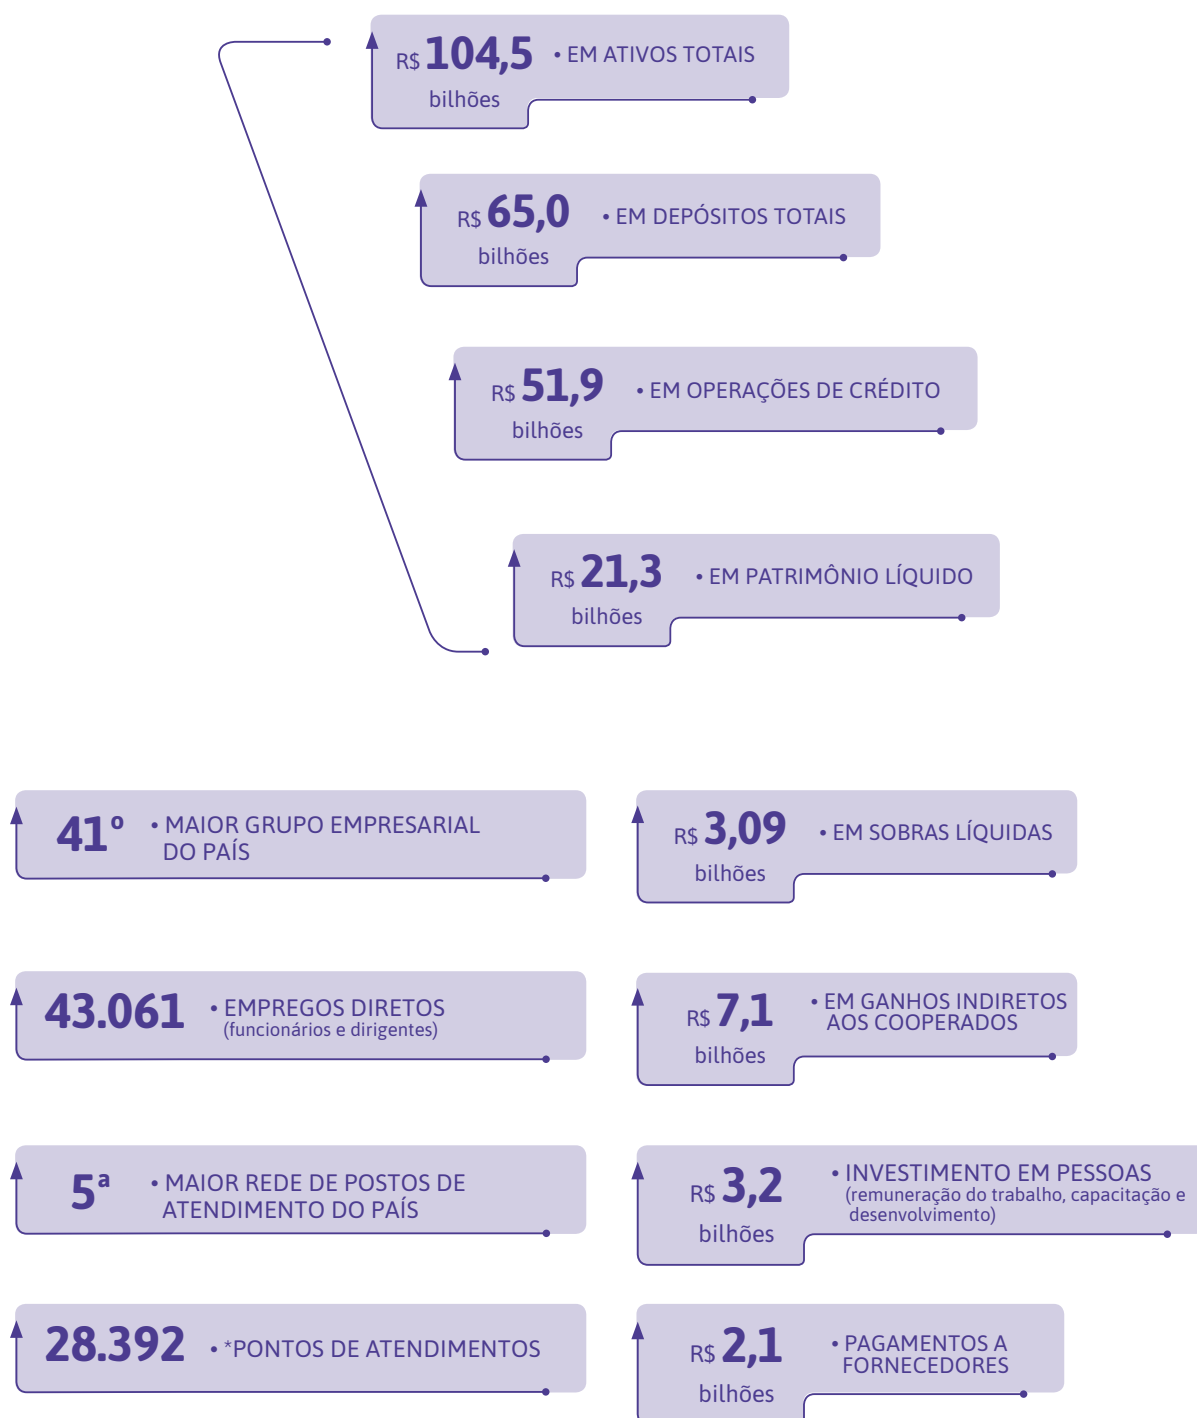 R$ 104,5 • EM ATIVOS TOTAIS
bilhões
R$ 65,0 • EM DEPÓSITOS TOTAIS
bilhões
R$ 51,9 • EM OPERAÇÕES DE CRÉDITO
bilhões
R$ 21,3 • EM PATRIMÔNIO LÍQUIDO
bilhões
41º • MAIOR GRUPO EMPRESARIAL
DO PAÍS
43.061 • EMPREGOS DIRETOS
(funcionários e dirigentes)
5ª • MAIOR REDE DE POSTOS DE
ATENDIMENTO DO PAÍS
28.392 • *PONTOS DE ATENDIMENTOS
R$ 3,09 • EM SOBRAS LÍQUIDAS
bilhões
R$ 7,1 • EM GANHOS INDIRETOS
AOS COOPERADOS
bilhões
R$ 3,2 • INVESTIMENTO EM PESSOAS
(remuneração do trabalho, capacitação e
desenvolvimento)
bilhões
R$ 2,1 • PAGAMENTOS A
FORNECEDORES
bilhões